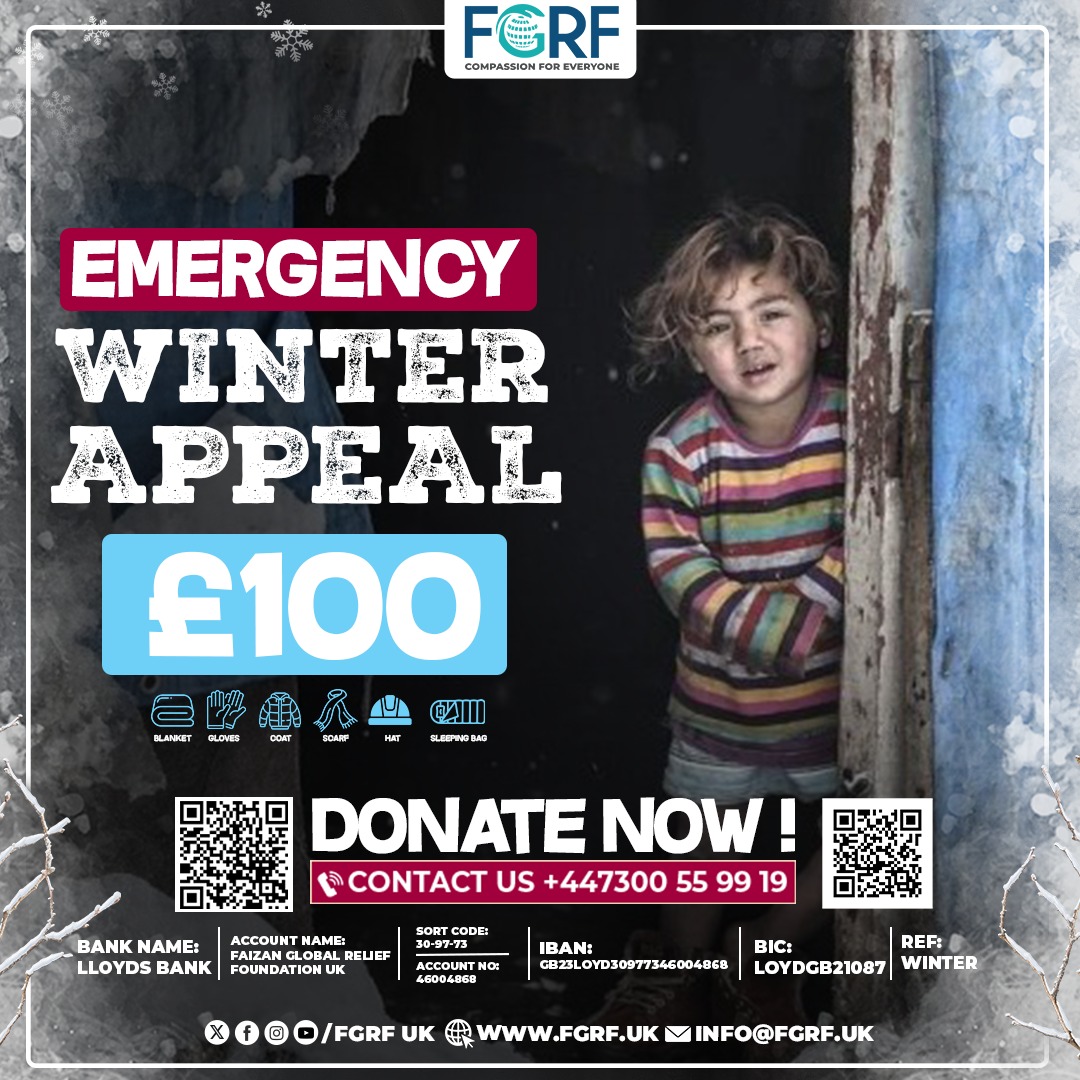 FGRF
COMPASSION FOR EVERYONE
EMERGENCY
WINTER
APPEAL
£100
BLANKET GLOVES COAT SCARF HAT SLEEPING BAG
DONATE NOW !
CONTACT US +447300 55 99 19
BANK NAME:
LLOYDS BANK
ACCOUNT NAME:
FAIZAN GLOBAL RELIEF
FOUNDATION UK
SORT CODE:
30-97-73
ACCOUNT NO:
46004868
IBAN:
GB23LOYD30977346004868
BIC:
LOYDGB21087
REF:
WINTER
/FGRF UK WWW.FGRF.UK INFO@FGRF.UK